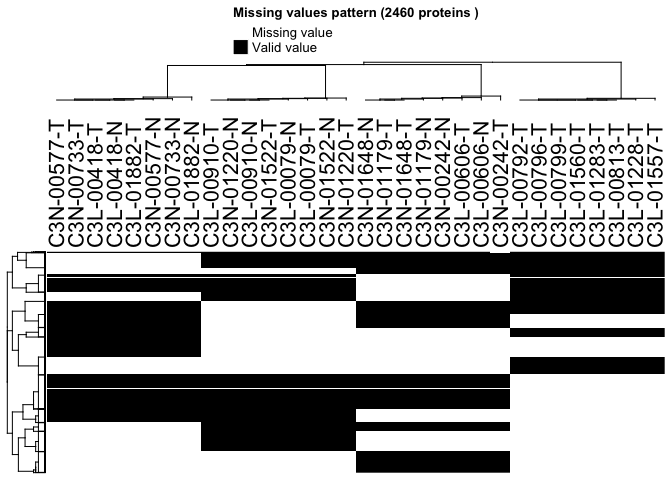 Missing values pattern (2460 proteins )
Missing value
Valid value
C3N-00577-T
C3N-00733-T
C3L-00418-T
C3L-00418-N
C3L-01882-T
C3N-00577-N
C3N-00733-N
C3L-01882-N
C3L-00910-T
C3N-01220-N
C3L-00910-N
C3N-01522-T
C3L-00079-N
C3L-00079-T
C3N-01522-N
C3N-01220-T
C3N-01648-N
C3N-01179-T
C3N-01648-T
C3N-01179-N
C3N-00242-N
C3L-00606-T
C3L-00606-N
C3N-00242-T
C3L-00792-T
C3L-00796-T
C3L-00799-T
C3L-01560-T
C3L-01283-T
C3L-00813-T
C3L-01228-T
C3L-01557-T